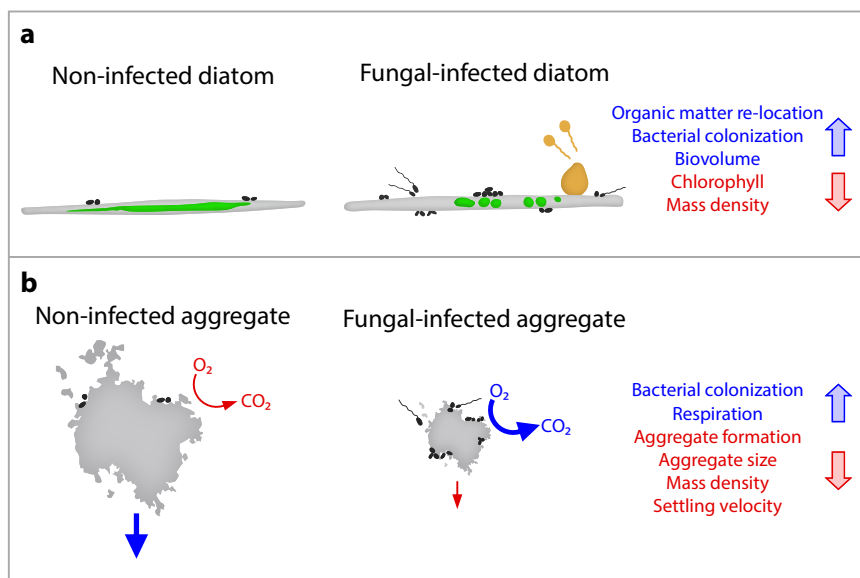 a
Non-infected diatom
Fungal-infected diatom
Organic matter re-location
Bacterial colonization
Biovolume
Chlorophyll
Mass density
b
Non-infected aggregate
Fungal-infected aggregate
O₂
CO₂
O₂
CO₂
Bacterial colonization
Respiration
Aggregate formation
Aggregate size
Mass density
Settling velocity